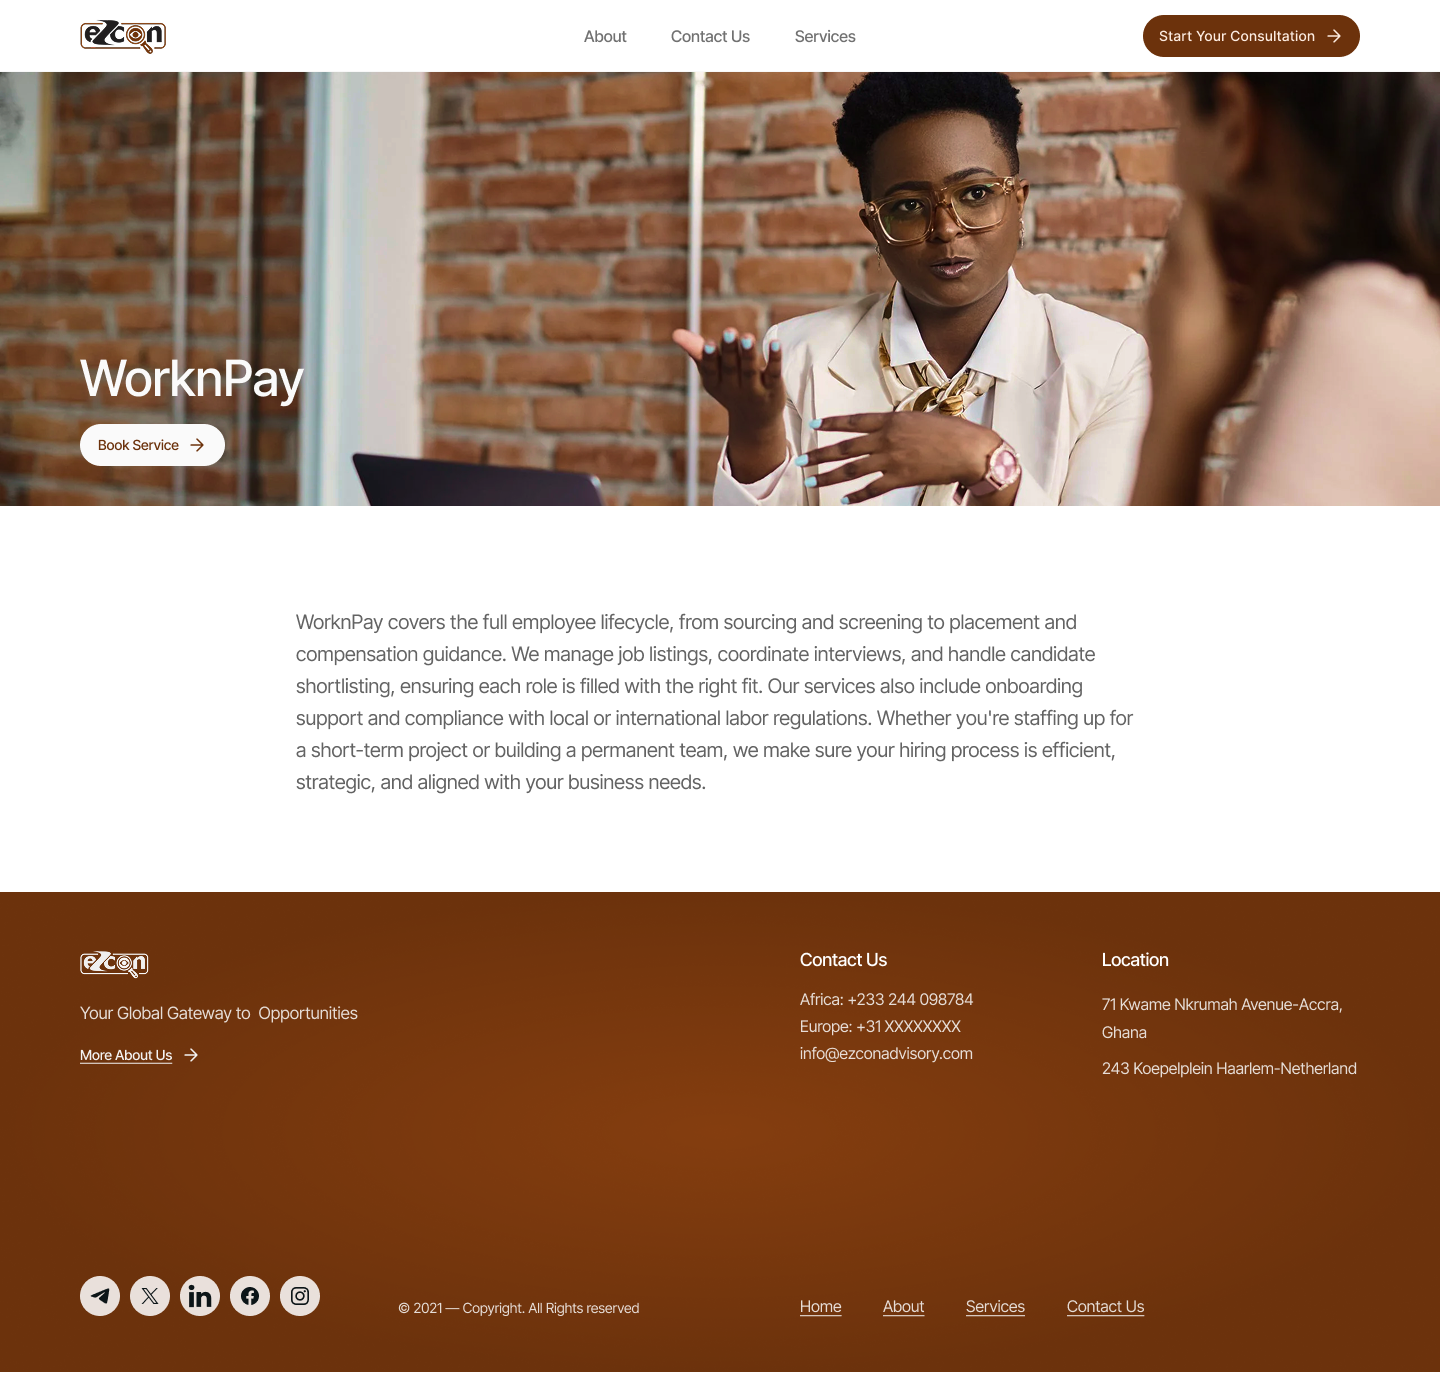 ezcon
About
Contact Us
Services
Start Your Consultation
WorknPay
Book Service
WorknPay covers the full employee lifecycle, from sourcing and screening to placement and
compensation guidance. We manage job listings, coordinate interviews, and handle candidate
shortlisting, ensuring each role is filled with the right fit. Our services also include onboarding
support and compliance with local or international labor regulations. Whether you're staffing up for
a short-term project or building a permanent team, we make sure your hiring process is efficient,
strategic, and aligned with your business needs.
ezcon
Your Global Gateway to  Opportunities
More About Us
Contact Us
Africa: +233 244 098784
Europe: +31 XXXXXXXX
info@ezconadvisory.com
Location
71 Kwame Nkrumah Avenue-Accra,
Ghana
243 Koepelplein Haarlem-Netherland
in
© 2021 — Copyright. All Rights reserved
Home
About
Services
Contact Us